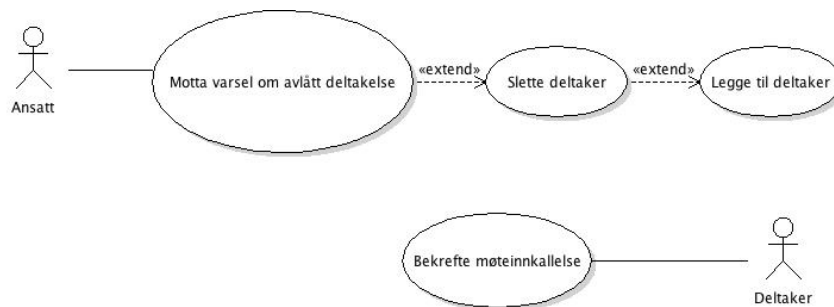 «extend»
«extend»
Motta varsel om avlått deltakelse
Slette deltaker
Legge til deltaker
Ansatt
Bekrefte møteinnkallelse
Deltaker